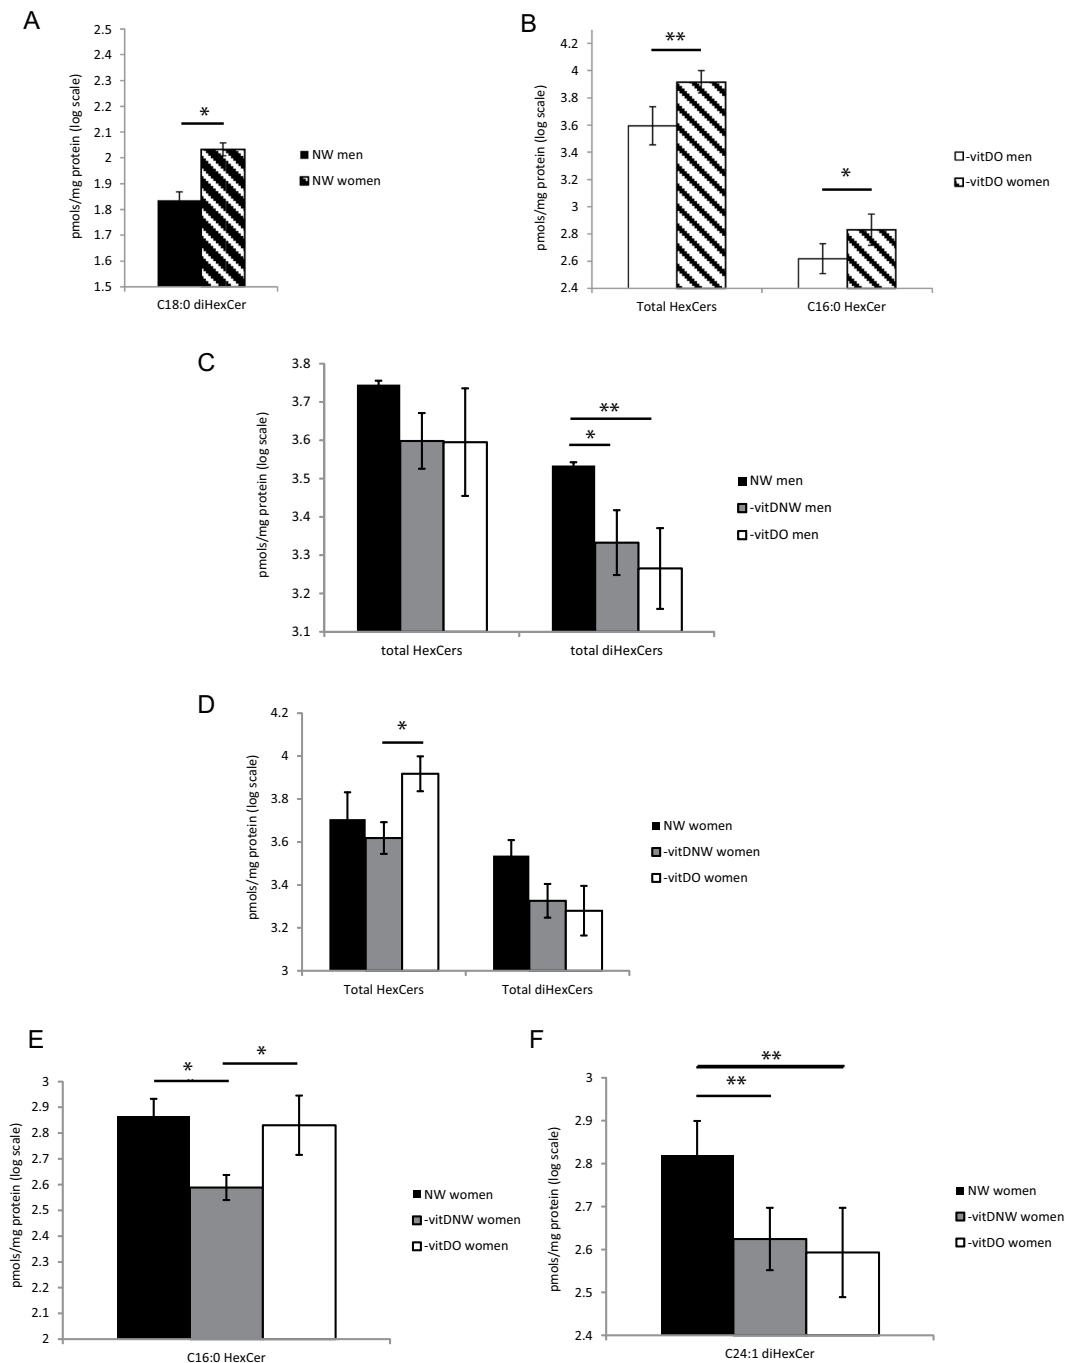 A
pmols/mg protein (log scale)
2.5
2.4
2.3
2.2
2.1
2
1.9
1.8
1.7
1.6
1.5
*
C18:0 diHexCer
NW men
NW women
B
pmols/mg protein (log scale)
4.2
4
3.8
3.6
3.4
3.2
3
2.8
2.6
2.4
**
*
Total HexCers
C16:0 HexCer
-vitDO men
-vitDO women
C
pmols/mg protein (log scale)
3.8
3.7
3.6
3.5
3.4
3.3
3.2
3.1
**
*
total HexCers
total diHexCers
NW men
-vitDNW men
-vitDO men
D
pmols/mg protein (log scale)
4.2
4
3.8
3.6
3.4
3.2
3
*
Total HexCers
Total diHexCers
NW women
-vitDNW women
-vitDO women
E
pmols/mg protein (log scale)
3
2.9
2.8
2.7
2.6
2.5
2.4
2.3
2.2
2.1
2
*
*
C16:0 HexCer
NW women
-vitDNW women
-vitDO women
F
pmols/mg protein (log scale)
3
2.9
2.8
2.7
2.6
2.5
2.4
**
**
C24:1 diHexCer
NW women
-vitDNW women
-vitDO women